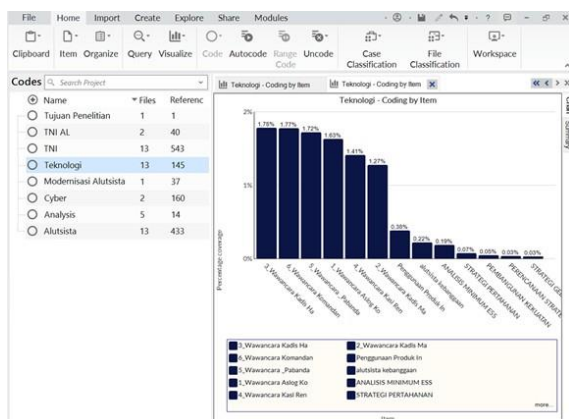 File Home Import Create Explore Share Modules
Clipboard Item Organize Query Visualize Code Autocode Range Code Uncode Case Classification File Classification Workspace
Codes Search Project
Teknologi - Coding by Item Teknologi - Coding by Item
Name Files Referenc
Tujuan Penelitian 1 1
TNI AL 2 40
TNI 13 543
Teknologi 13 145
Modernisasi Alutsista 1 37
Cyber 2 160
Analysis 5 14
Alutsista 13 433
Teknologi - Coding by Item
Summary
Percentage coverage
2%
1%
0%
1.78% 1.77% 1.72% 1.63% 1.41% 1.27% 0.38% 0.22% 0.19% 0.07% 0.05% 0.03% 0.03%
3_Wawancara Kadis Ha
6_Wawancara Komandan
5_Wawancara _Pabanda
1_Wawancara Aslog Ko
4_Wawancara Kasi Ren
2_Wawancara Kadis Ma
Penggunaan Produk In
alutsista kebanggaan
ANALISIS MINIMUM ESS
STRATEGI PERTAHANAN
PEMBANGUNAN KEKUATAN
PERENCANAAN STRATE
3_Wawancara Kadis Ha 2_Wawancara Kadis Ma
6_Wawancara Komandan Penggunaan Produk In
5_Wawancara _Pabanda alutsista kebanggaan
1_Wawancara Aslog Ko ANALISIS MINIMUM ESS
4_Wawancara Kasi Ren STRATEGI PERTAHANAN
more...